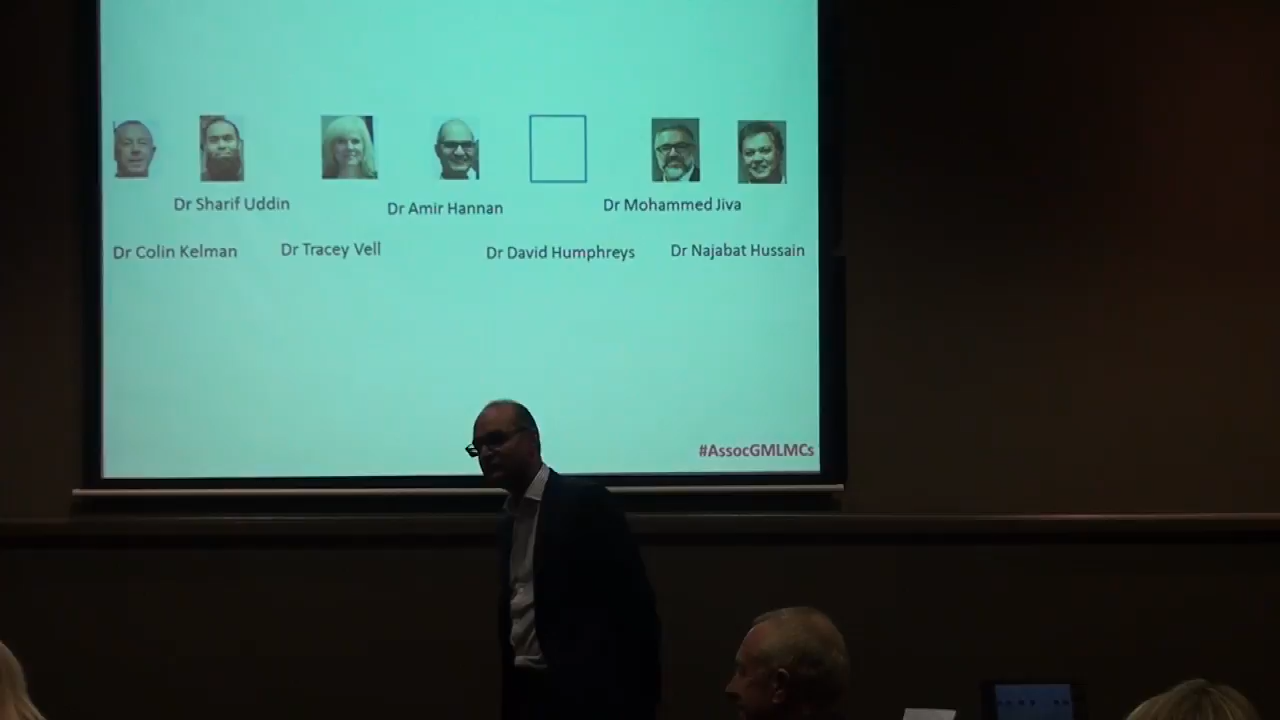 Dr Sharif Uddin
Dr Amir Hannan
Dr Mohammed Jiva
Dr Colin Kelman
Dr Tracey Vell
Dr David Humphreys
Dr Najabat Hussain
#AssocGMLMCs